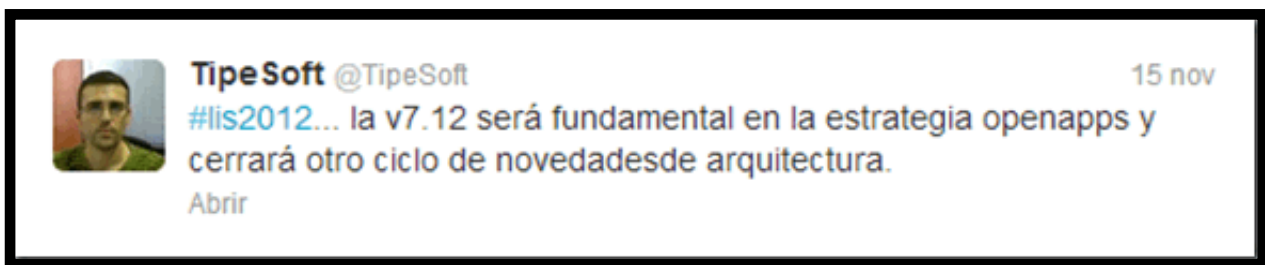 TipeSoft @TipeSoft 15 nov
#lis2012... la v7.12 será fundamental en la estrategia openapps y
cerrará otro ciclo de novedadesde arquitectura.
Abrir